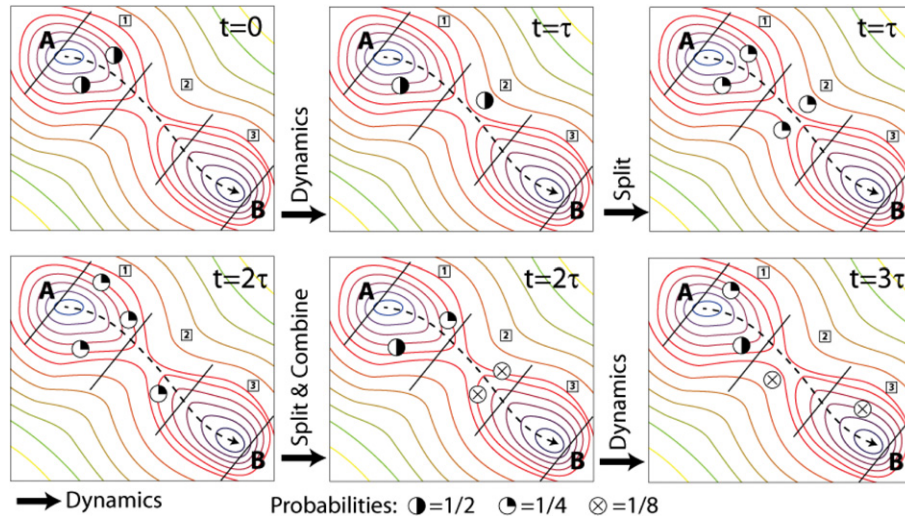 A 1 t=0
2
3
B
Dynamics
A 1 t=τ
2
3
B
Split
A 1 t=τ
2
3
B
A 1 t=2τ
2
3
B
Split & Combine
A 1 t=2τ
2
3
B
Dynamics
A 1 t=3τ
2
3
B
Dynamics
Probabilities: =1/2 =1/4 =1/8